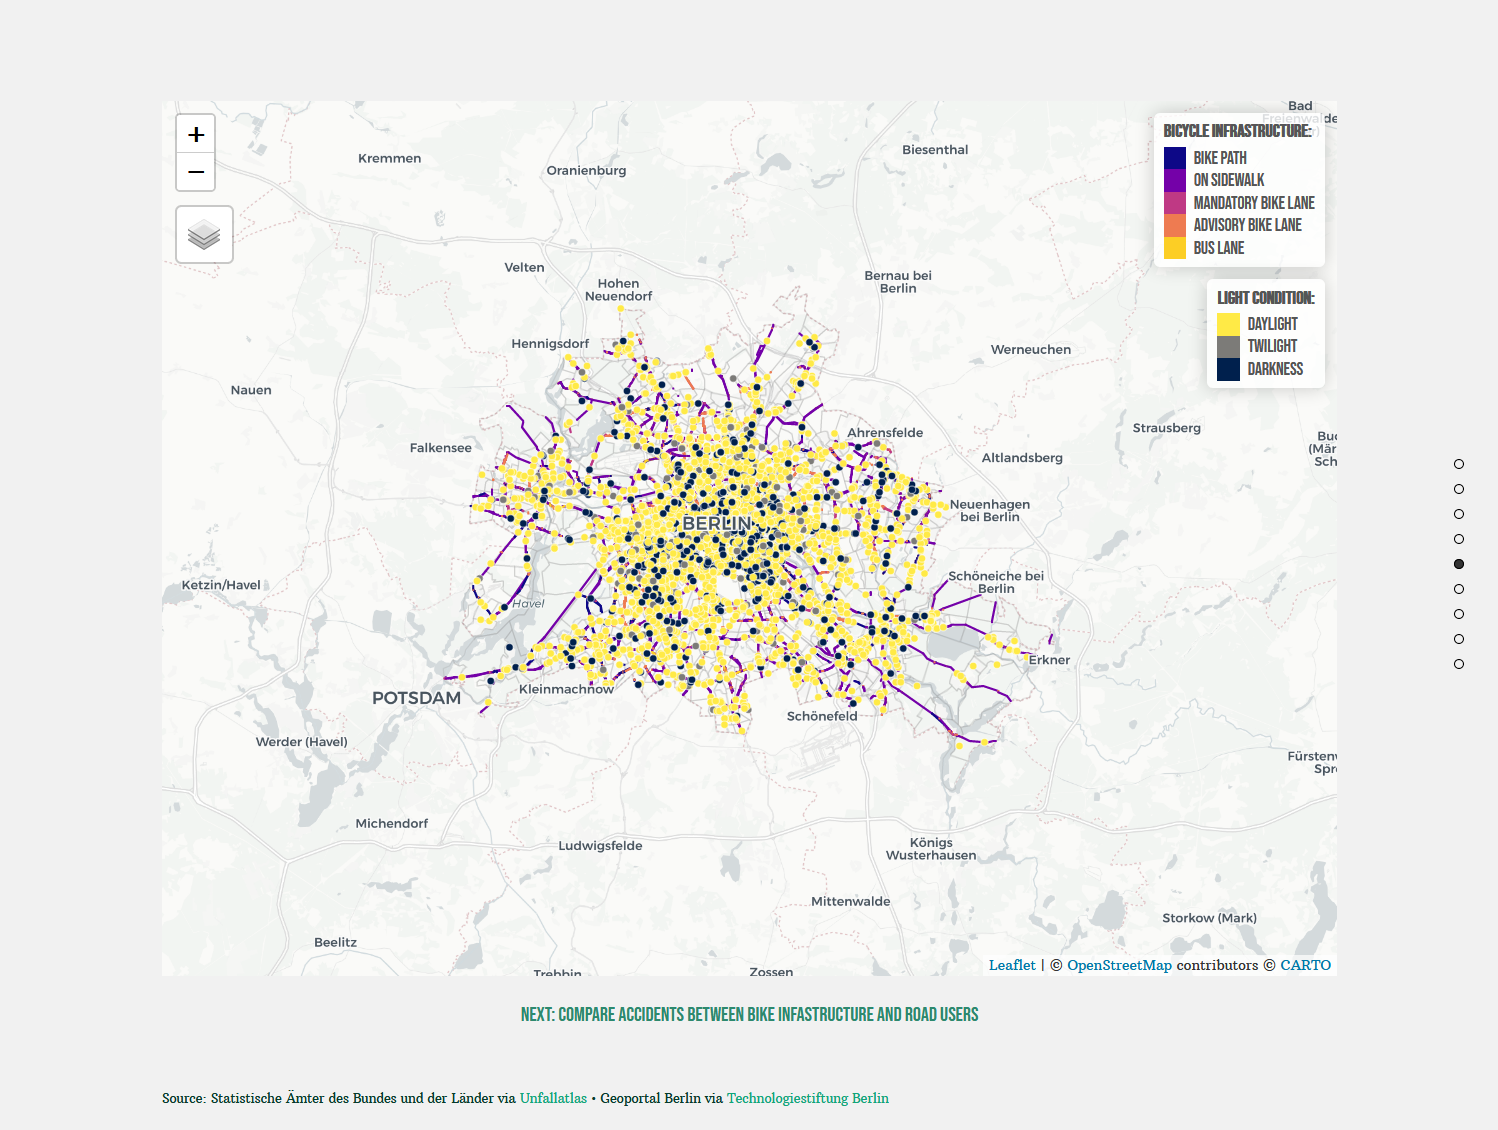 +
−
Bad
Freienwalde
Kremmen
Oranienburg
Biesenthal
BICYCLE INFRASTRUCTURE:
BIKE PATH
ON SIDEWALK
MANDATORY BIKE LANE
ADVISORY BIKE LANE
BUS LANE
Velten
Hohen
Neuendorf
Bernau bei
Berlin
LIGHT CONDITION:
DAYLIGHT
TWILIGHT
DARKNESS
Hennigsdorf
Werneuchen
Nauen
Strausberg
Falkensee
Ahrensfelde
Altlandsberg
Buc
(Mär
Sch
Neuenhagen
bei Berlin
BERLIN
Ketzin/Havel
Schöneiche bei
Berlin
Havel
Erkner
POTSDAM
Kleinmachnow
Schönefeld
Werder (Havel)
Fürstenw
Spre
Michendorf
Ludwigsfelde
Königs
Wusterhausen
Mittenwalde
Storkow (Mark)
Beelitz
Trebbin
Zossen
Leaflet | © OpenStreetMap contributors © CARTO
NEXT: COMPARE ACCIDENTS BETWEEN BIKE INFASTRUCTURE AND ROAD USERS
Source: Statistische Ämter des Bundes und der Länder via Unfallatlas • Geoportal Berlin via Technologiestiftung Berlin